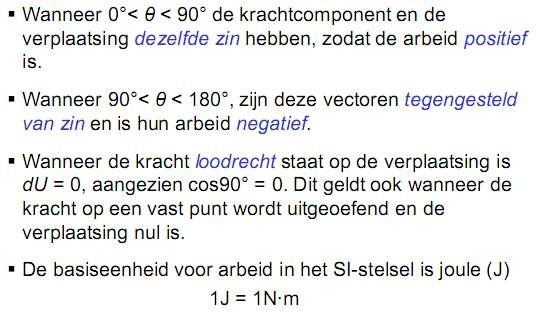 ▪ Wanneer 0°< θ < 90° de krachtcomponent en de
verplaatsing dezelfde zin hebben, zodat de arbeid positief
is.
▪ Wanneer 90°< θ < 180°, zijn deze vectoren tegengesteld
van zin en is hun arbeid negatief.
▪ Wanneer de kracht loodrecht staat op de verplaatsing is
dU = 0, aangezien cos90° = 0. Dit geldt ook wanneer de
kracht op een vast punt wordt uitgeoefend en de
verplaatsing nul is.
▪ De basiseenheid voor arbeid in het SI-stelsel is joule (J)
1J = 1N·m